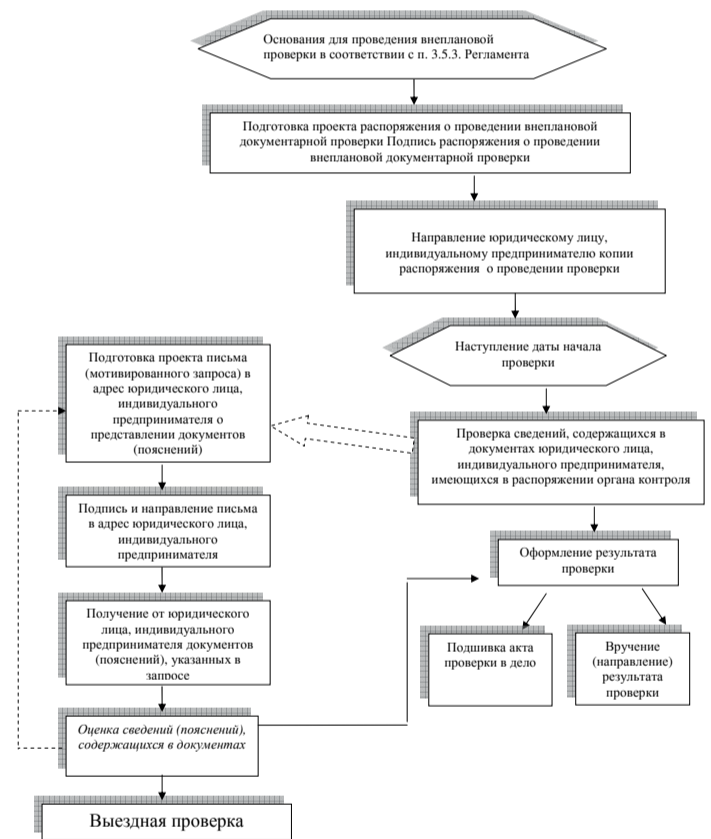 Основания для проведения внеплановой
проверки в соответствии с п. 3.5.3. Регламента
Подготовка проекта распоряжения о проведении внеплановой
документарной проверки Подпись распоряжения о проведении
внеплановой документарной проверки
Направление юридическому лицу,
индивидуальному предпринимателю копии
распоряжения о проведении проверки
Наступление даты начала
проверки
Проверка сведений, содержащихся в
документах юридического лица,
индивидуального предпринимателя,
имеющихся в распоряжении органа контроля
Подготовка проекта письма
(мотивированного запроса) в
адрес юридического лица,
индивидуального
предпринимателя о
представлении документов
(пояснений)
Подпись и направление письма
в адрес юридического лица,
индивидуального
предпринимателя
Получение от юридического
лица, индивидуального
предпринимателя документов
(пояснений), указанных в
запросе
Оценка сведений (пояснений),
содержащихся в документах
Выездная проверка
Оформление результата
проверки
Подшивка акта
проверки в дело
Вручение
(направление)
результата
проверки